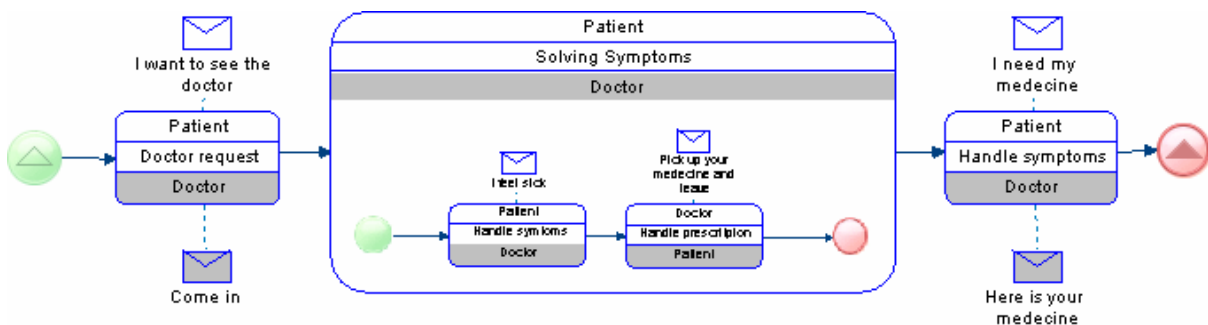 I want to see the
doctor
Patient
Doctor request
Doctor
Come in
Patient
Solving Symptoms
Doctor
I feel sick
Patient
Handle symtoms
Doctor
Pick up your
medecine and
leave
Doctor
Handle prescription
Patient
I need my
medecine
Patient
Handle symptoms
Doctor
Here is your
medecine